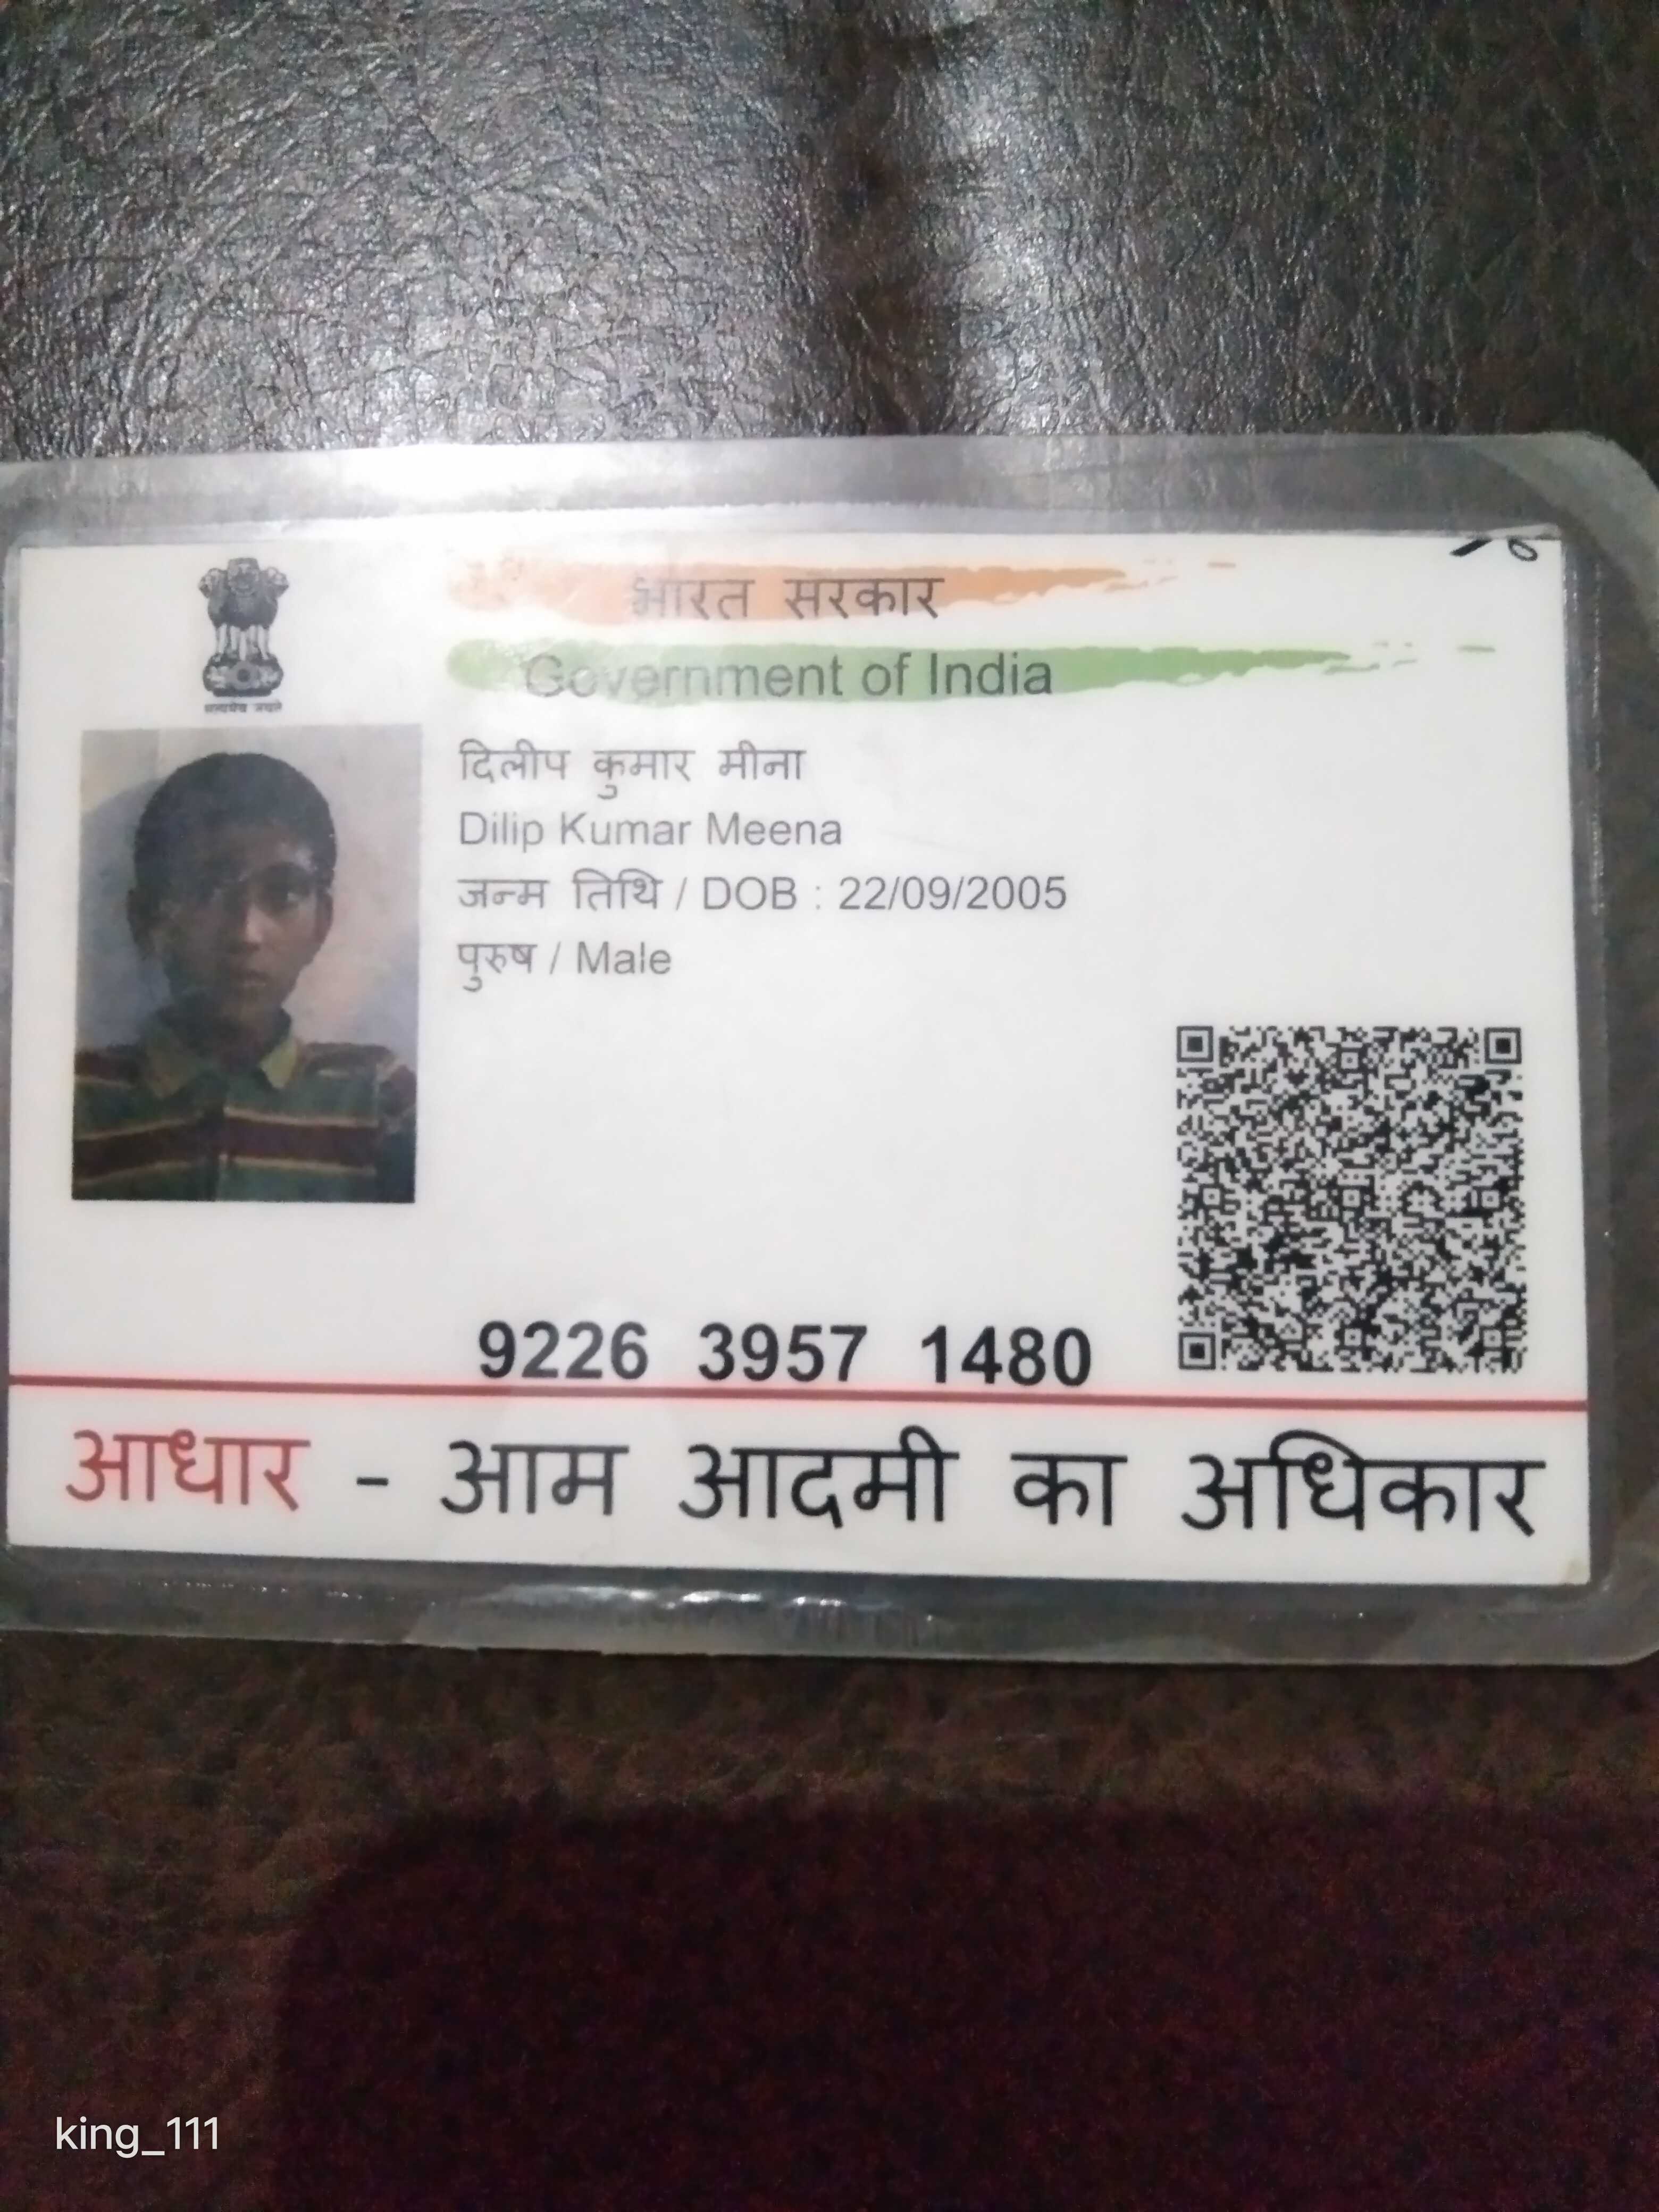 भारत सरकार
Government of India
सत्यमेव जयते
दिलीप कुमार मीना
Dilip Kumar Meena
जन्म तिथि / DOB : 22/09/2005
पुरुष / Male
9226 3957 1480
आधार - आम आदमी का अधिकार
king_111